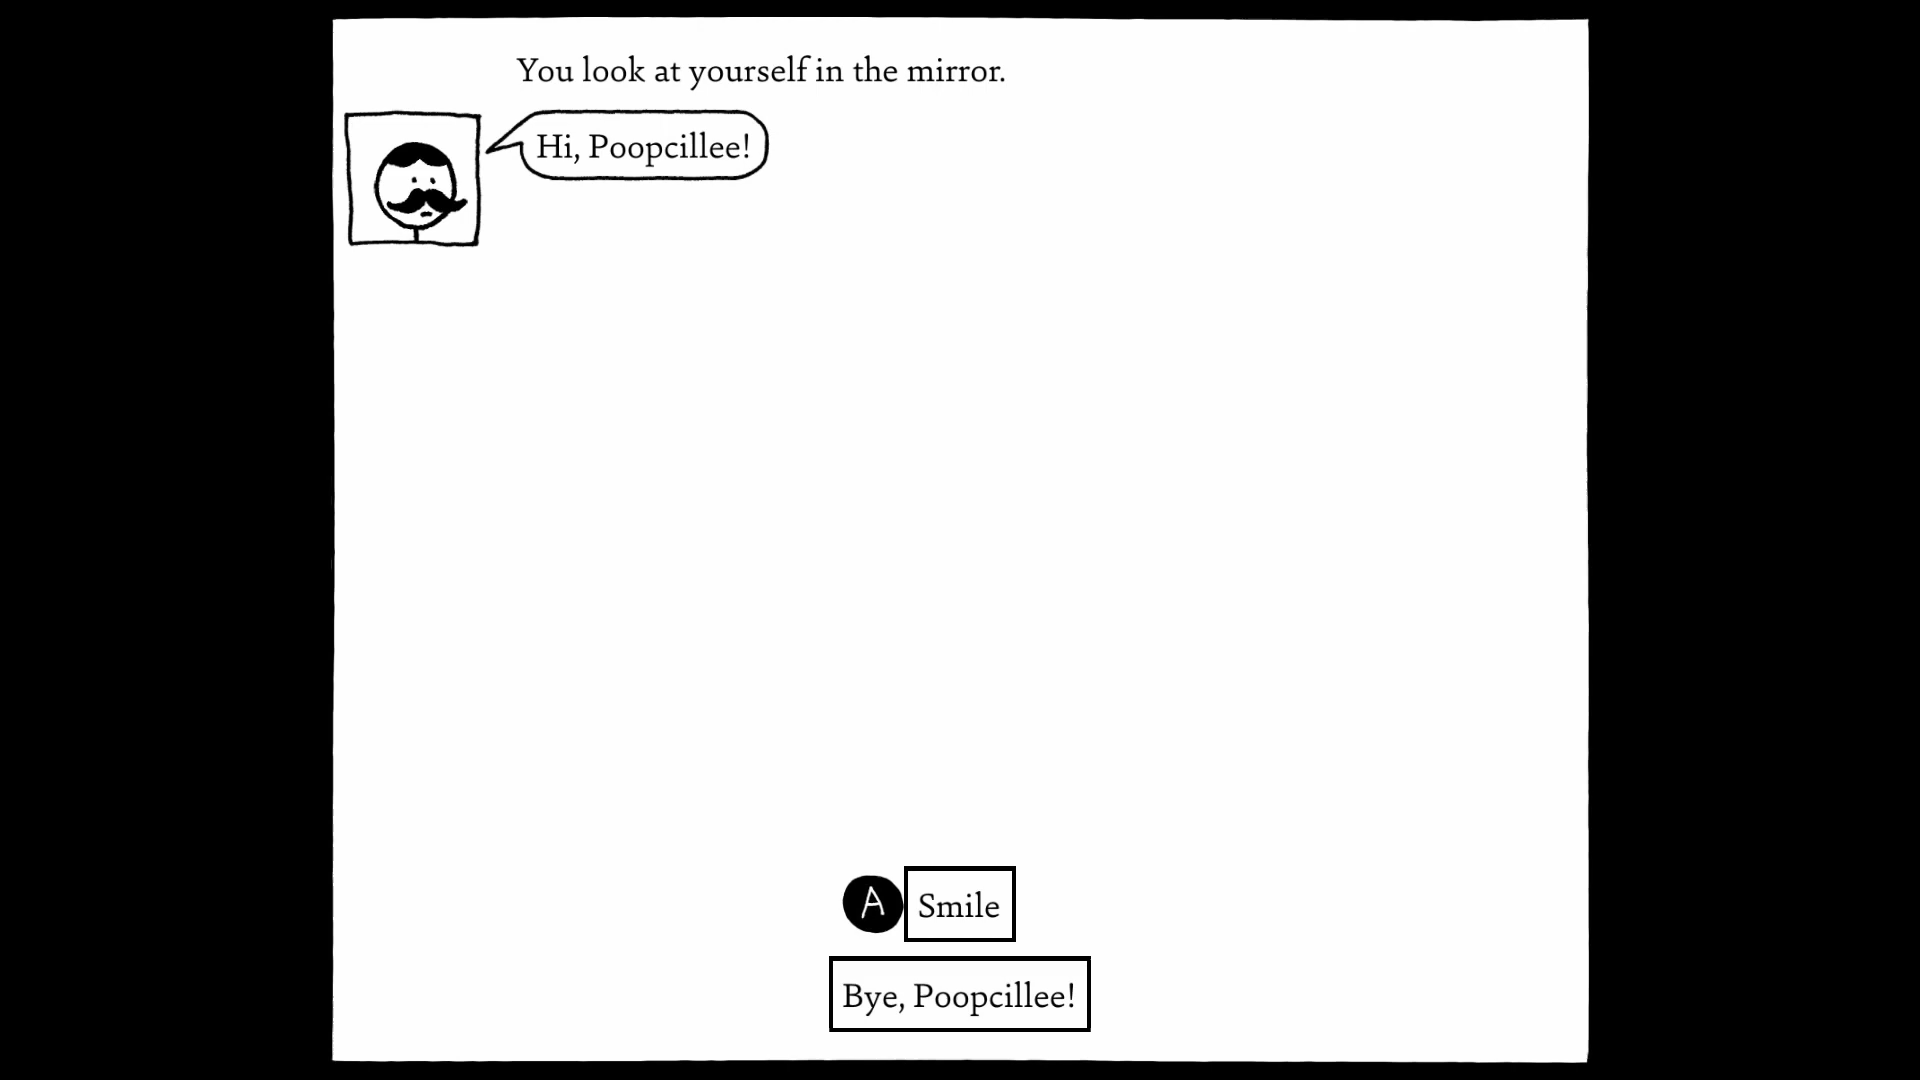 You look at yourself in the mirror.
Hi, Poopcillee!
A Smile
Bye, Poopcillee!